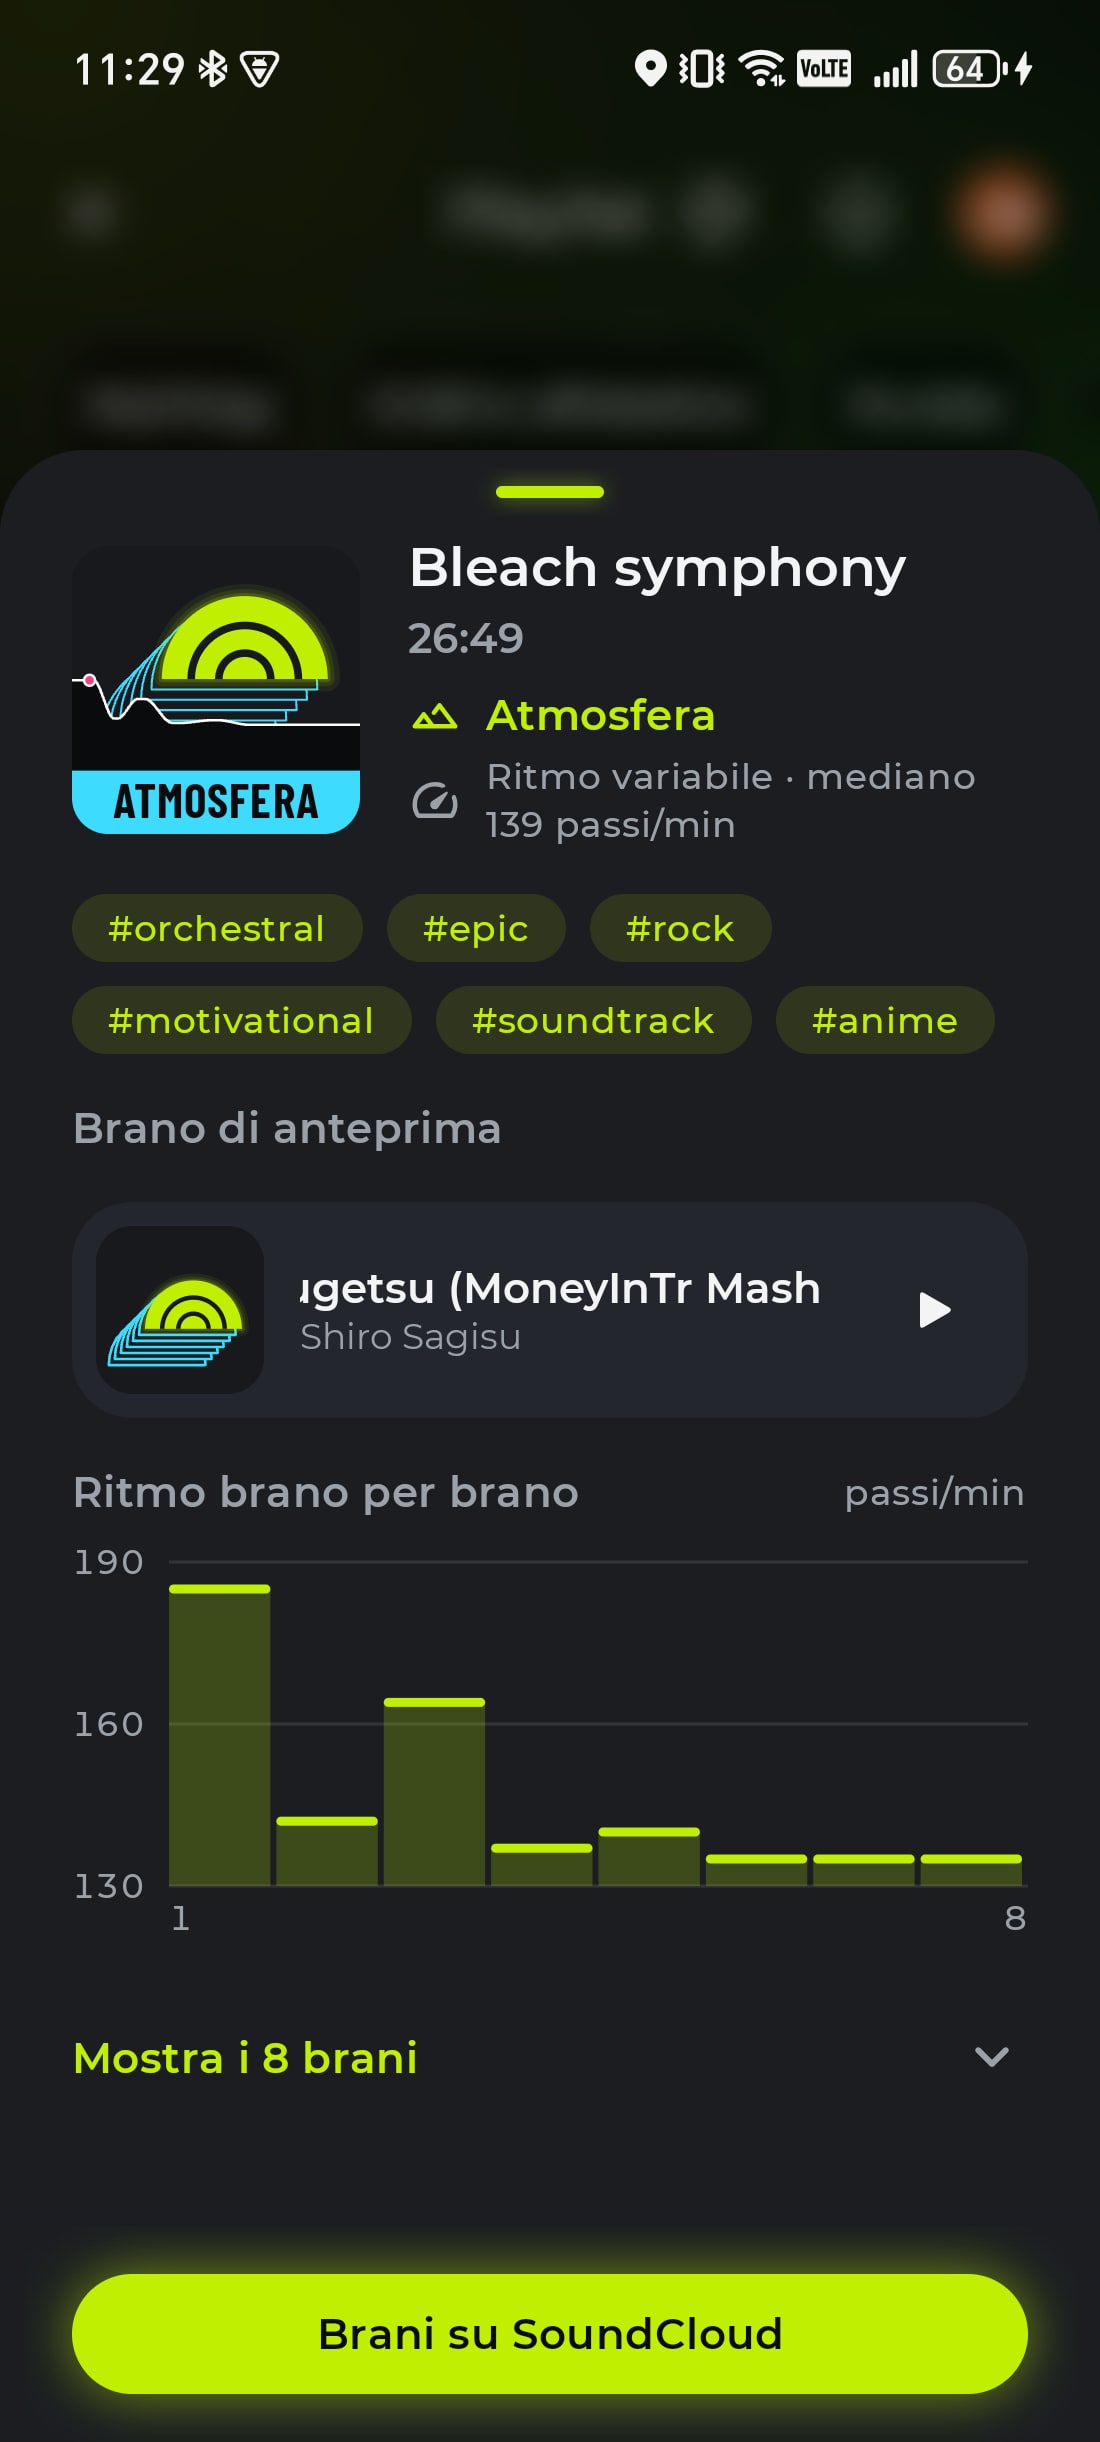 11:29
VoLTE
64
Bleach symphony
26:49
Atmosfera
Ritmo variabile · mediano
139 passi/min
ATMOSFERA
#orchestral
#epic
#rock
#motivational
#soundtrack
#anime
Brano di anteprima
getsu (MoneyInTr Mash
Shiro Sagisu
Ritmo brano per brano
passi/min
190
160
130
1
8
Mostra i 8 brani
Brani su SoundCloud